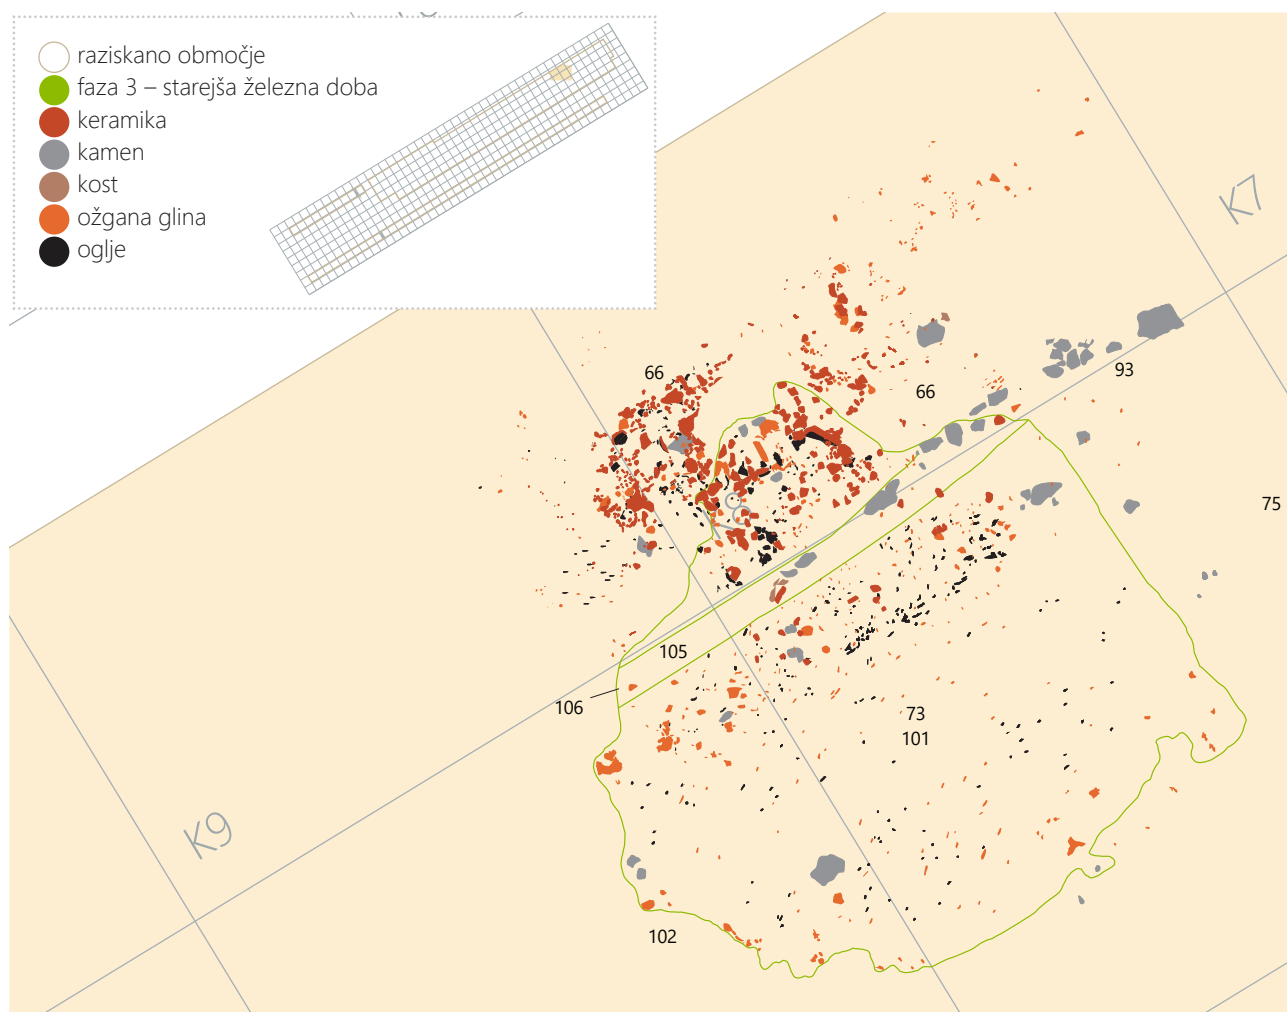 raziskano območje
faza 3 – starejša železna doba
keramika
kamen
kost
ožgana glina
oglje
K7
66
93
66
75
105
106
73
101
K9
102